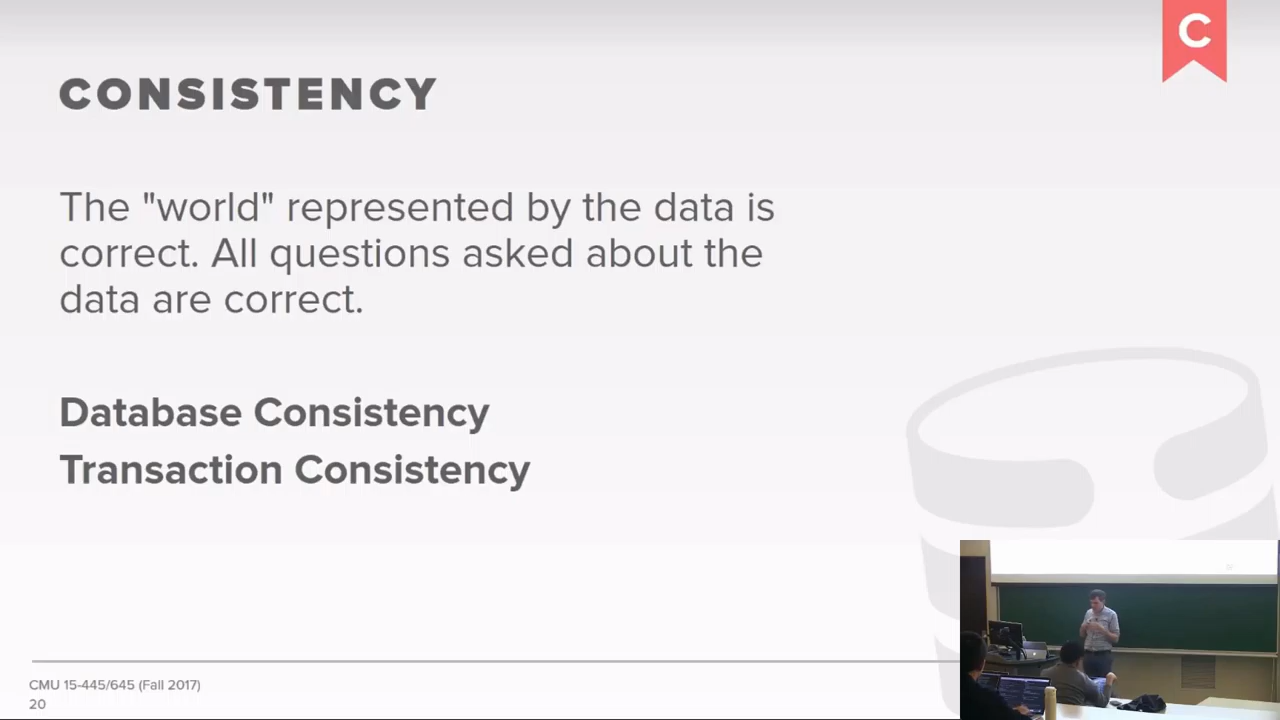 C
CONSISTENCY
The "world" represented by the data is
correct. All questions asked about the
data are correct.
Database Consistency
Transaction Consistency
CMU 15-445/645 (Fall 2017)
20